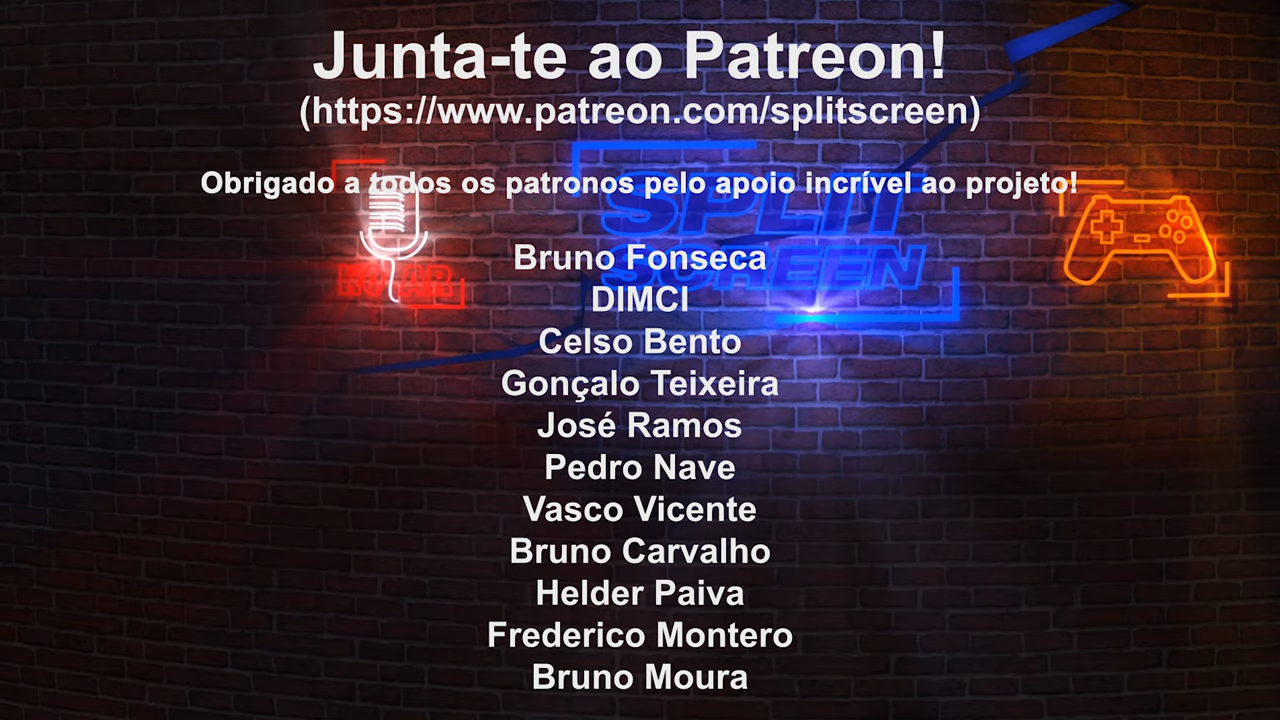 Junta-te ao Patreon!
(https://www.patreon.com/splitscreen)
Obrigado a todos os patronos pelo apoio incrível ao projeto!
SPLIT
SCREEN
Bruno Fonseca
DIMCI
Celso Bento
Gonçalo Teixeira
José Ramos
Pedro Nave
Vasco Vicente
Bruno Carvalho
Helder Paiva
Frederico Montero
Bruno Moura